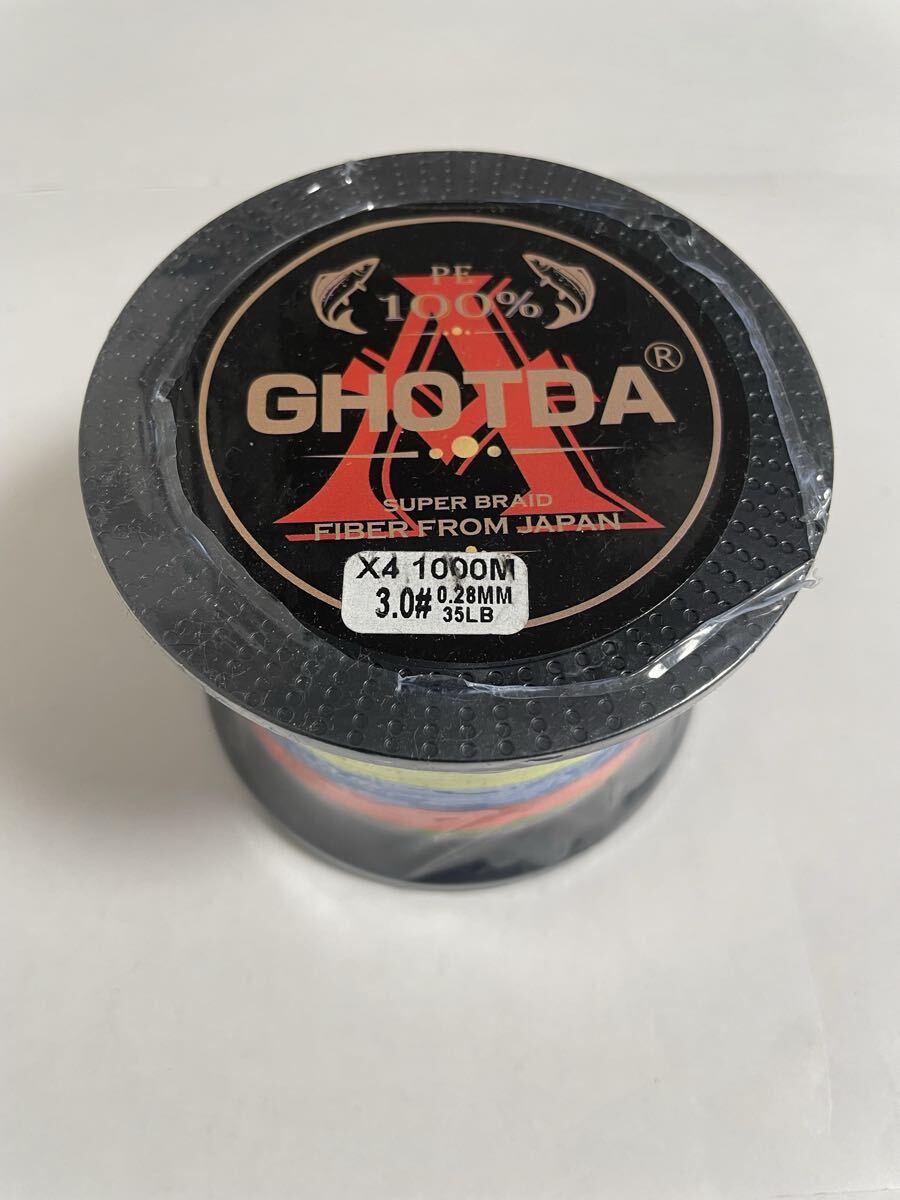 PE
100%
GHOTDA®
SUPER BRAID
FIBER FROM JAPAN
X4 1000M
3.0# 0.28MM
35LB